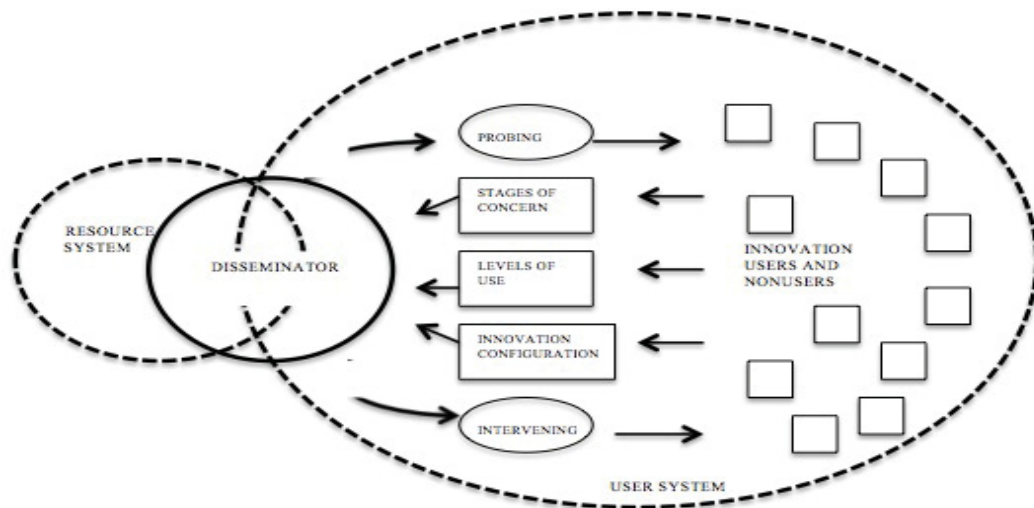 PROBING
STAGES OF
CONCERN
RESOURCE
SYSTEM
DISSEMINATOR
LEVELS OF
USE
INNOVATION
USERS AND
NONUSERS
INNOVATION
CONFIGURATION
INTERVENING
USER SYSTEM